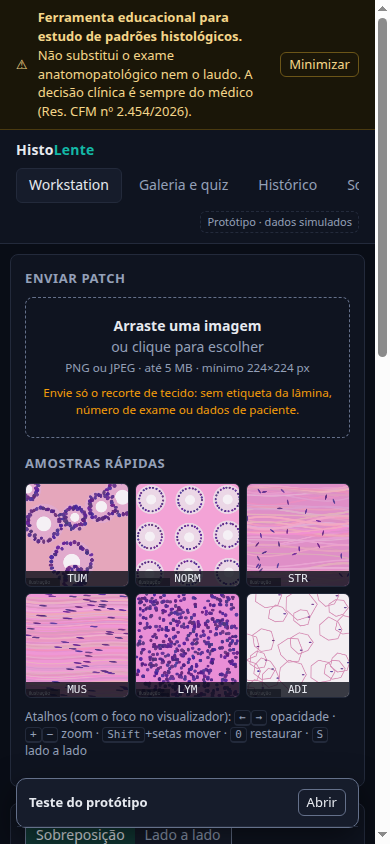 ⚠ Ferramenta educacional para
estudo de padrões histológicos.
Não substitui o exame
anatomopatológico nem o laudo. A
decisão clínica é sempre do médico
(Res. CFM nº 2.454/2026).
Minimizar
HistoLente
Workstation Galeria e quiz Histórico
Protótipo · dados simulados
ENVIAR PATCH
Arraste uma imagem
ou clique para escolher
PNG ou JPEG · até 5 MB · mínimo 224×224 px
Envie só o recorte de tecido: sem etiqueta da lâmina,
número de exame ou dados de paciente.
AMOSTRAS RÁPIDAS
TUM NORM STR
MUS LYM ADI
Atalhos (com o foco no visualizador): ← → opacidade ·
+ − zoom · Shift+setas mover · 0 restaurar · S
lado a lado
Teste do protótipo Abrir
Sobreposição Lado a lado